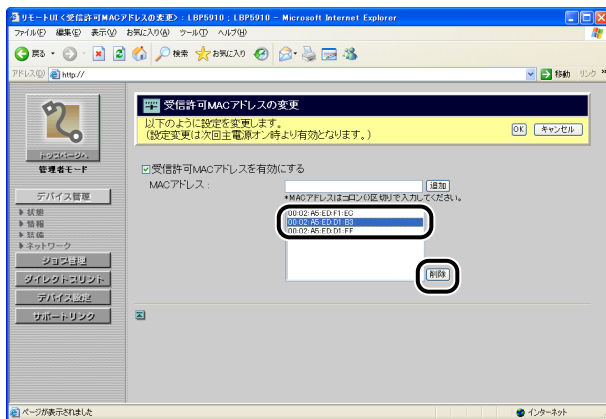 リモートUI <受信許可MACアドレスの変更> : LBP5910 ; LBP5910 - Microsoft Internet Explorer
ファイル(F) 編集(E) 表示(V) お気に入り(A) ツール(T) ヘルプ(H)
戻る 検索 お気に入り
アドレス(D) http:// 移動 リンク »
トップページへ
管理者モード
デバイス管理
状態
情報
装備
ネットワーク
ジョブ管理
ダイレクトプリント
デバイス設定
サポートリンク
受信許可MACアドレスの変更
以下のように設定を変更します。
(設定変更は次回主電源オン時より有効となります。)
OK キャンセル
受信許可MACアドレスを有効にする
MACアドレス : 追加
*MACアドレスはコロン(:)区切りで入力してください。
00:02:A5:ED:F1:EC
00:02:A5:ED:D1:B3
00:02:A5:ED:D1:FF
削除
ページが表示されました インターネット